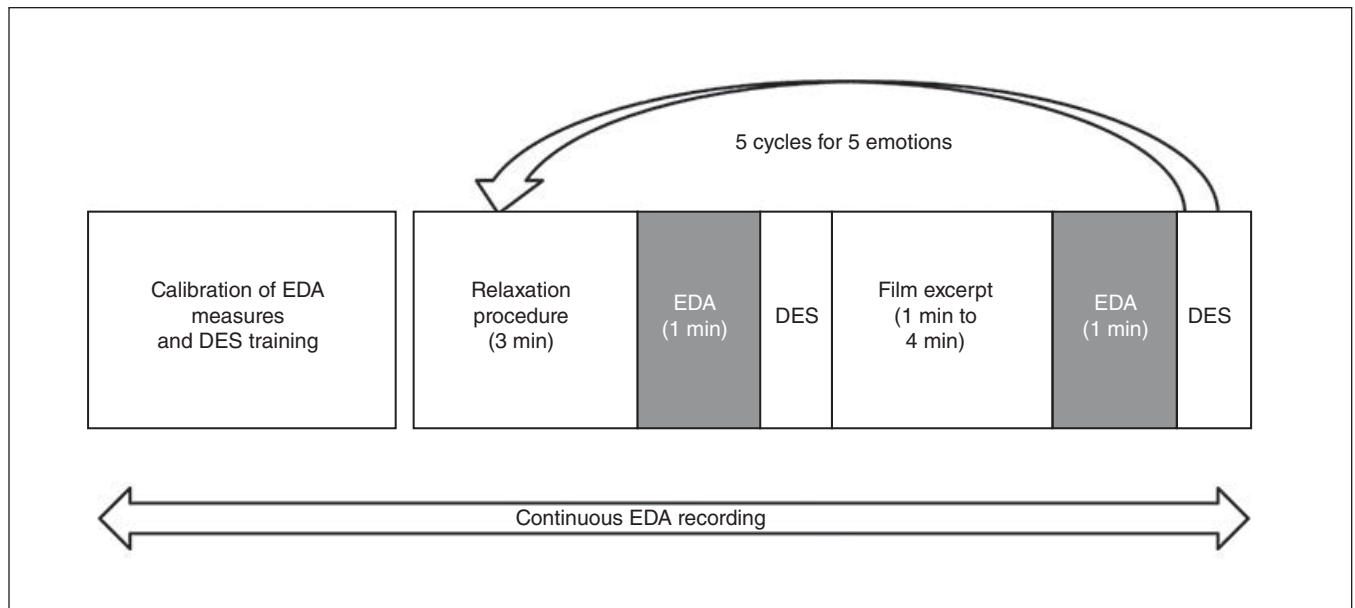 5 cycles for 5 emotions
Calibration of EDA
measures
and DES training
Relaxation
procedure
(3 min)
EDA
(1 min)
DES
Film excerpt
(1 min to
4 min)
EDA
(1 min)
DES
Continuous EDA recording